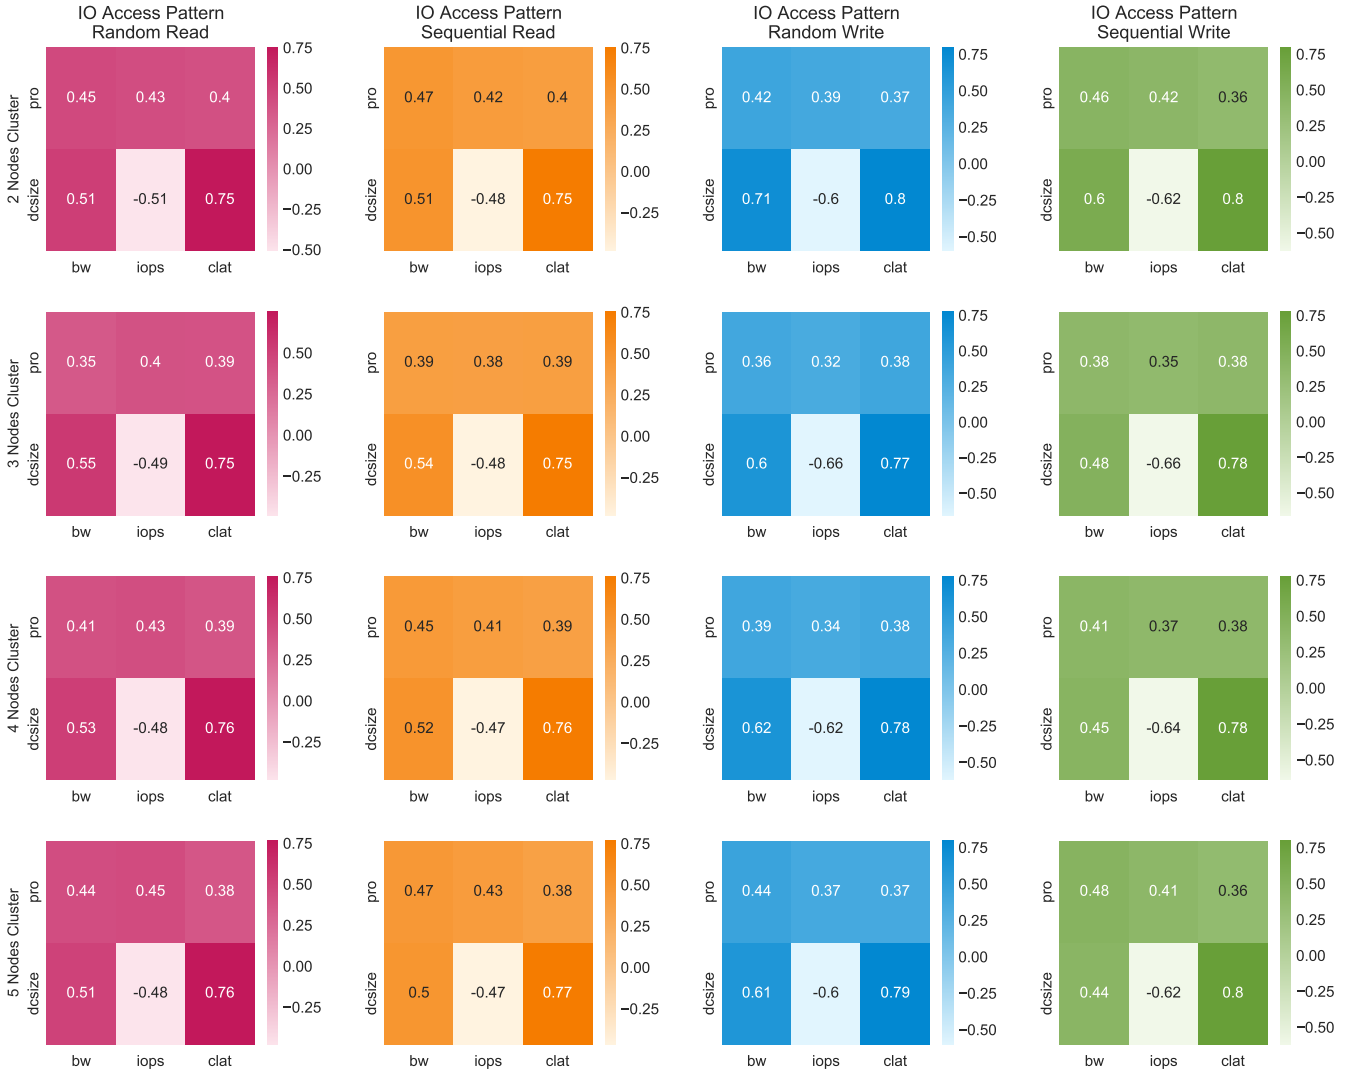 IO Access Pattern
Random Read
IO Access Pattern
Sequential Read
IO Access Pattern
Random Write
IO Access Pattern
Sequential Write
2 Nodes Cluster
pro
dcsize
0.45 0.43 0.4
0.51 -0.51 0.75
bw iops clat
0.75
0.50
0.25
0.00
−0.25
−0.50
pro
dcsize
0.47 0.42 0.4
0.51 -0.48 0.75
bw iops clat
0.75
0.50
0.25
0.00
−0.25
pro
dcsize
0.42 0.39 0.37
0.71 -0.6 0.8
bw iops clat
0.75
0.50
0.25
0.00
−0.25
−0.50
pro
dcsize
0.46 0.42 0.36
0.6 -0.62 0.8
bw iops clat
0.75
0.50
0.25
0.00
−0.25
−0.50
3 Nodes Cluster
pro
dcsize
0.35 0.4 0.39
0.55 -0.49 0.75
bw iops clat
0.50
0.25
0.00
−0.25
pro
dcsize
0.39 0.38 0.39
0.54 -0.48 0.75
bw iops clat
0.75
0.50
0.25
0.00
−0.25
pro
dcsize
0.36 0.32 0.38
0.6 -0.66 0.77
bw iops clat
0.75
0.50
0.25
0.00
−0.25
−0.50
pro
dcsize
0.38 0.35 0.38
0.48 -0.66 0.78
bw iops clat
0.75
0.50
0.25
0.00
−0.25
−0.50
4 Nodes Cluster
pro
dcsize
0.41 0.43 0.39
0.53 -0.48 0.76
bw iops clat
0.75
0.50
0.25
0.00
−0.25
pro
dcsize
0.45 0.41 0.39
0.52 -0.47 0.76
bw iops clat
0.75
0.50
0.25
0.00
−0.25
pro
dcsize
0.39 0.34 0.38
0.62 -0.62 0.78
bw iops clat
0.75
0.50
0.25
0.00
−0.25
−0.50
pro
dcsize
0.41 0.37 0.38
0.45 -0.64 0.78
bw iops clat
0.75
0.50
0.25
0.00
−0.25
−0.50
5 Nodes Cluster
pro
dcsize
0.44 0.45 0.38
0.51 -0.48 0.76
bw iops clat
0.75
0.50
0.25
0.00
−0.25
pro
dcsize
0.47 0.43 0.38
0.5 -0.47 0.77
bw iops clat
0.75
0.50
0.25
0.00
−0.25
pro
dcsize
0.44 0.37 0.37
0.61 -0.6 0.79
bw iops clat
0.75
0.50
0.25
0.00
−0.25
−0.50
pro
dcsize
0.48 0.41 0.36
0.44 -0.62 0.8
bw iops clat
0.75
0.50
0.25
0.00
−0.25
−0.50